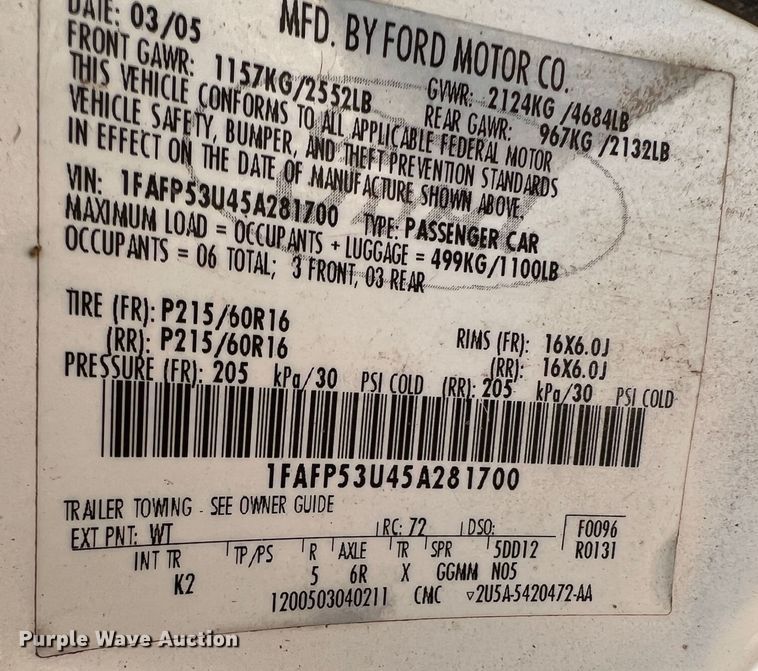 DATE: 03/05
MFD. BY FORD MOTOR CO.
FRONT GAWR: 1157KG/2552LB
GVWR: 2124KG /4684LB
REAR GAWR: 967KG /2132LB
THIS VEHICLE CONFORMS TO ALL APPLICABLE FEDERAL MOTOR
VEHICLE SAFETY, BUMPER, AND THEFT PREVENTION STANDARDS
IN EFFECT ON THE DATE OF MANUFACTURE SHOWN ABOVE.
VIN: 1FAFP53U45A281700 TYPE: PASSENGER CAR
MAXIMUM LOAD = OCCUPANTS + LUGGAGE = 499KG/1100LB
OCCUPANTS = 06 TOTAL; 3 FRONT, 03 REAR
TIRE (FR): P215/60R16 RIMS (FR): 16X6.0J
(RR): P215/60R16 (RR): 16X6.0J
PRESSURE (FR): 205 kPa/30 PSI COLD (RR): 205 kPa/30 PSI COLD
1FAFP53U45A281700
TRAILER TOWING - SEE OWNER GUIDE
EXT PNT: WT RC: 72 DSO: F0096
INT TR TP/PS R AXLE TR SPR 5DD12 R0131
K2 5 6R X GGMM N05
1200503040211 CMC ▽2U5A-5420472-AA
Purple Wave Auction